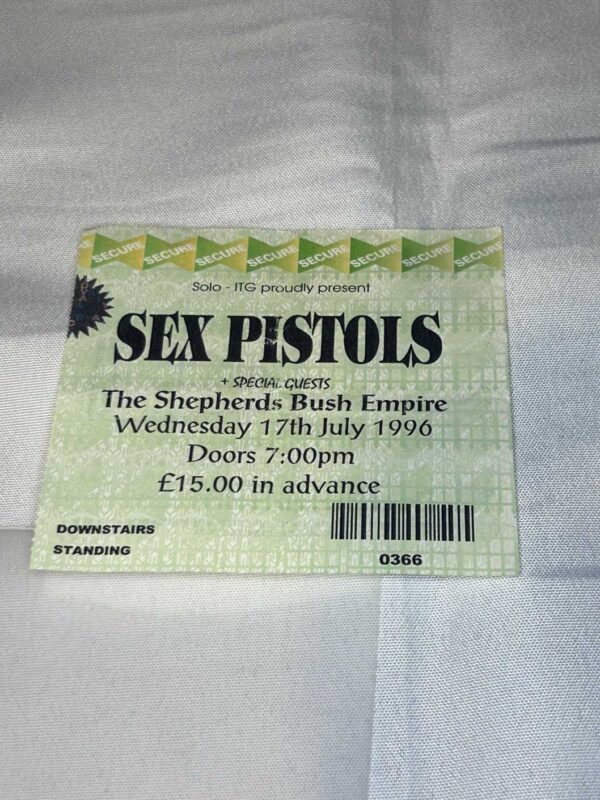 SECURE SECURE SECURE SECURE SECURE SECURE SECURE SECURE
Solo - ITG proudly present
SEX PISTOLS
+ SPECIAL GUESTS
The Shepherds Bush Empire
Wednesday 17th July 1996
Doors 7:00pm
£15.00 in advance
DOWNSTAIRS
STANDING
0366